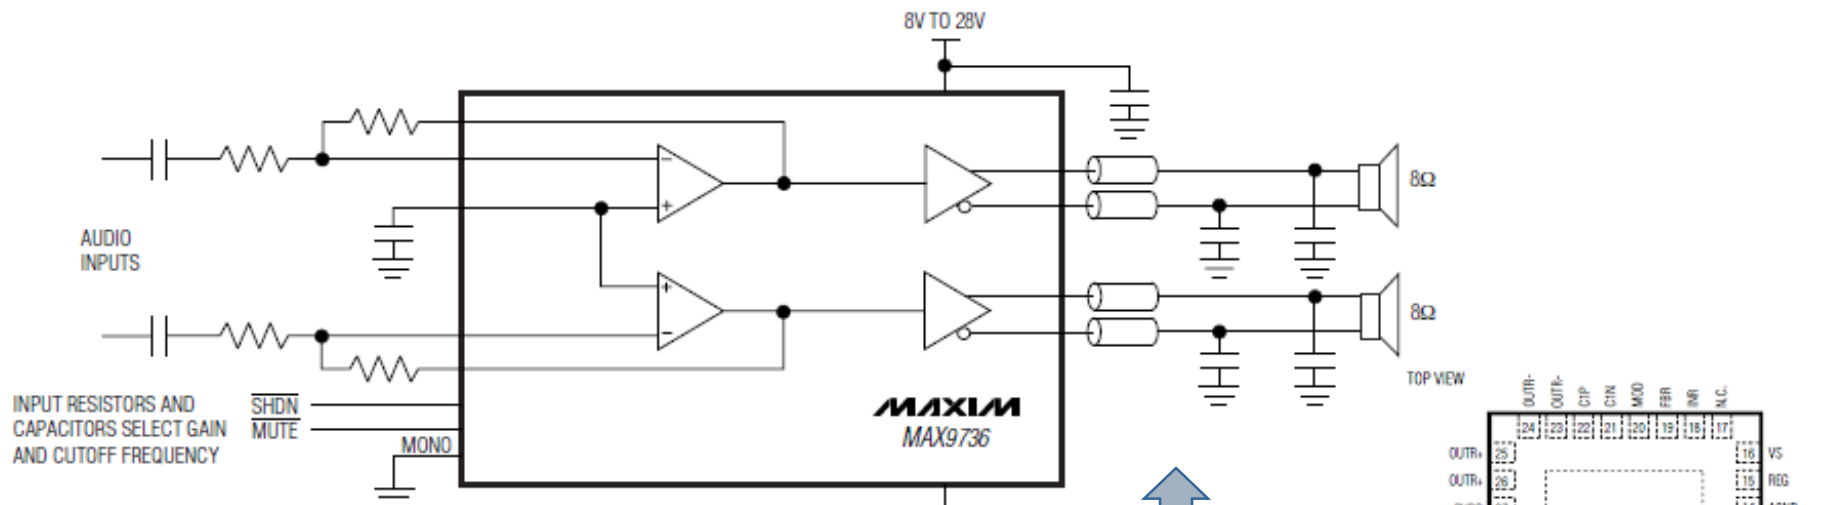 8V TO 28V
8Ω
AUDIO
INPUTS
8Ω
INPUT RESISTORS AND
CAPACITORS SELECT GAIN
AND CUTOFF FREQUENCY
SHDN
MUTE
MONO
MAXIM
MAX9736
TOP VIEW
OUTR-
OUTR-
C1P
C1N
MOD
FBR
INR
N.C.
24 23 22 21 20 19 18 17
OUTR+ 25
16 VS
OUTR+ 26
15 REG